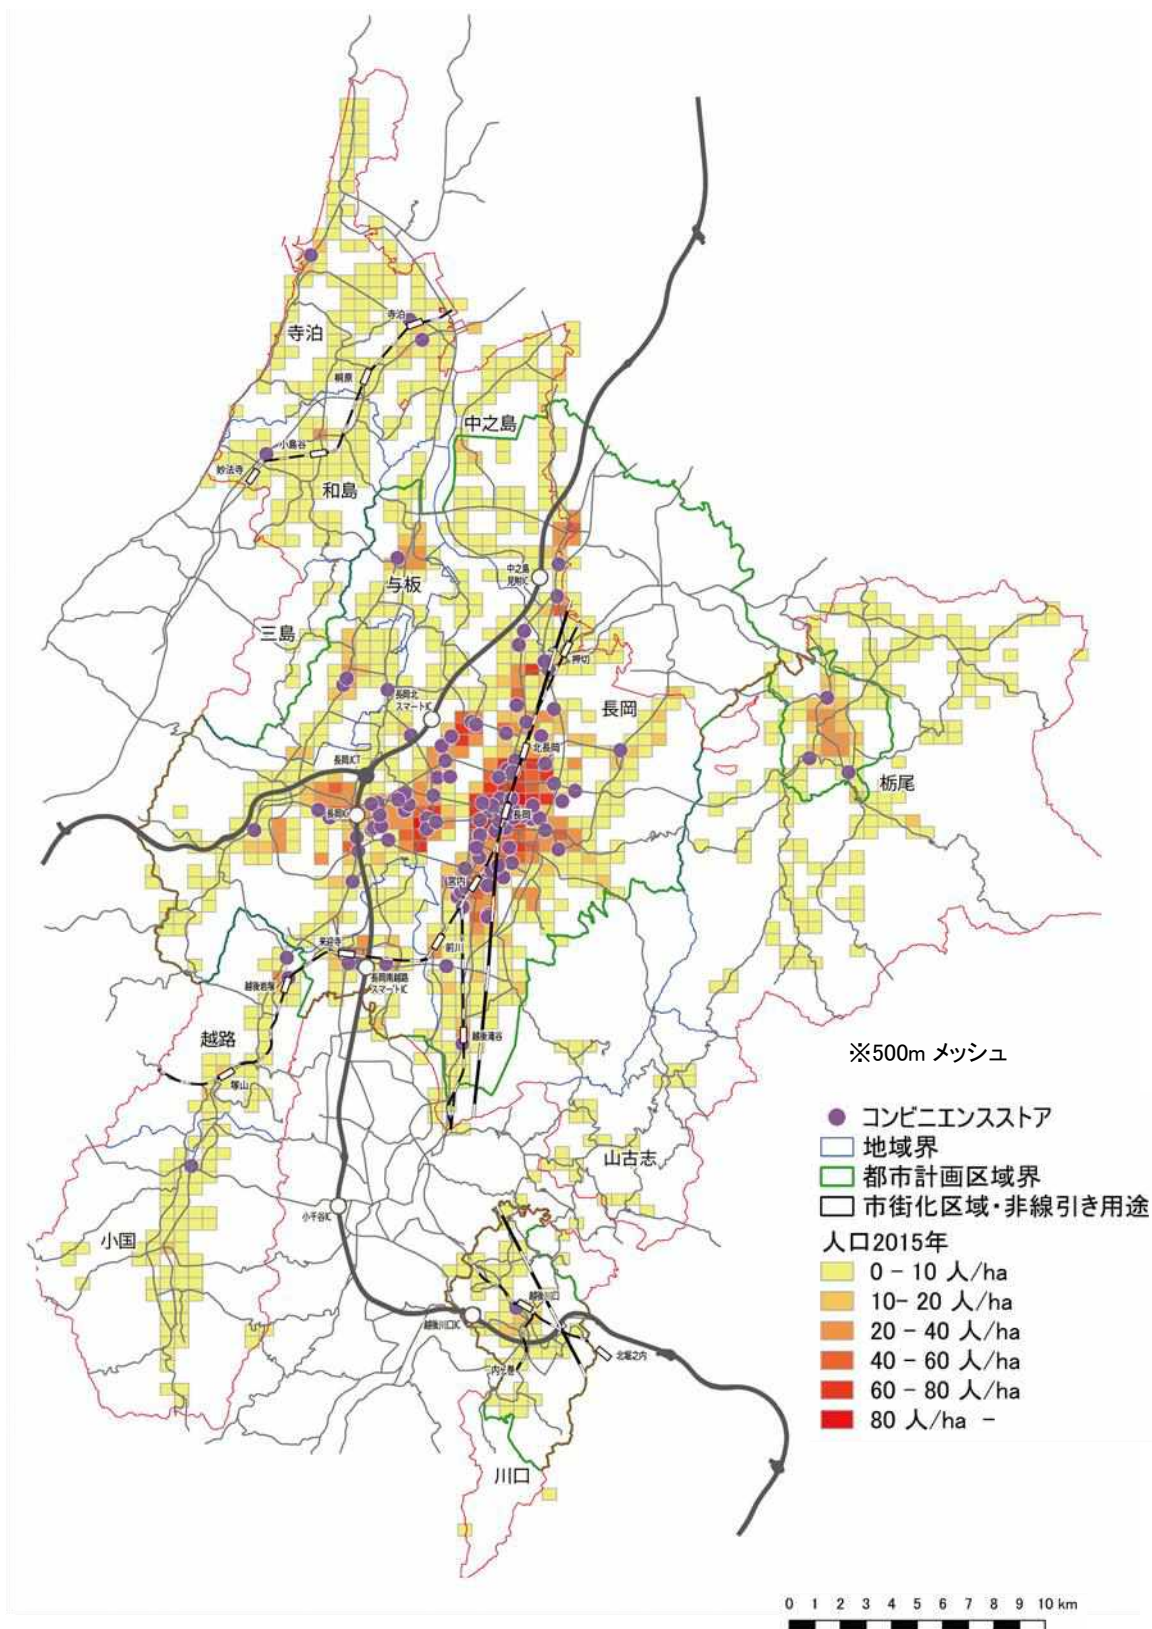 寺泊
寺泊
桐原
中之島
小島谷
妙法寺
和島
中之島
見附IC
与板
三島
押切
長岡北
スマートIC
長岡
北長岡
長岡JCT
栃尾
長岡IC
長岡
宮内
来迎寺
前川
長岡南越路
スマートIC
越後岩塚
越路
越後滝谷
塚山
※500m メッシュ
コンビニエンスストア
地域界
都市計画区域界
市街化区域・非線引き用途
山古志
小千谷IC
小国
人口2015年
0 - 10 人/ha
10- 20 人/ha
20 - 40 人/ha
40 - 60 人/ha
60 - 80 人/ha
80 人/ha -
越後川口
越後川口IC
北堀之内
内ヶ巻
川口
0 1 2 3 4 5 6 7 8 9 10 km